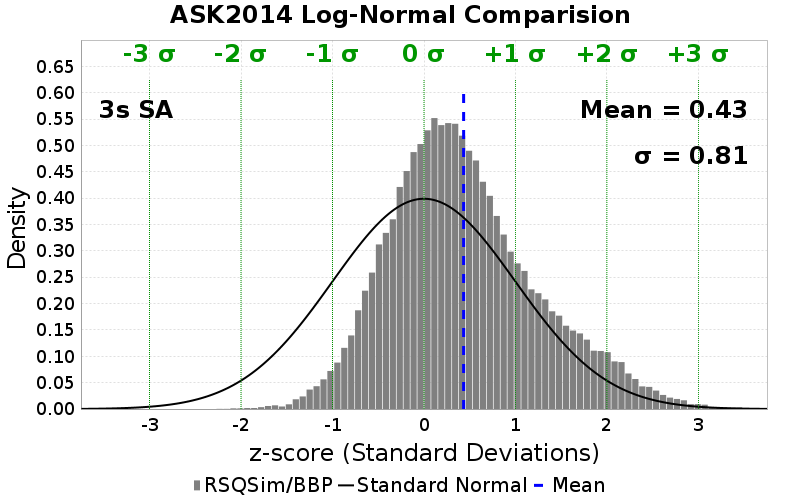 ASK2014 Log-Normal Comparision
-3 σ -2 σ -1 σ 0 σ +1 σ +2 σ +3 σ
3s SA
Mean = 0.43
σ = 0.81
Density
0.65
0.60
0.55
0.50
0.45
0.40
0.35
0.30
0.25
0.20
0.15
0.10
0.05
0.00
-3 -2 -1 0 1 2 3
z-score (Standard Deviations)
RSQSim/BBP Standard Normal Mean